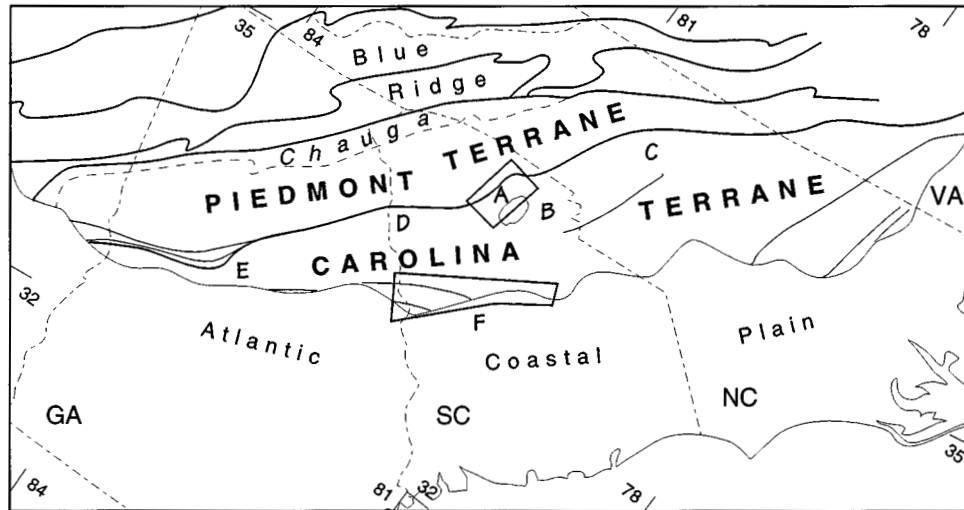 35
84
81
78
Blue
Ridge
Chauga
PIEDMONT TERRANE
A
B
C
TERRANE
VA
D
E
CAROLINA
32
F
Atlantic
Coastal
Plain
GA
SC
NC
84
81
32
78
35